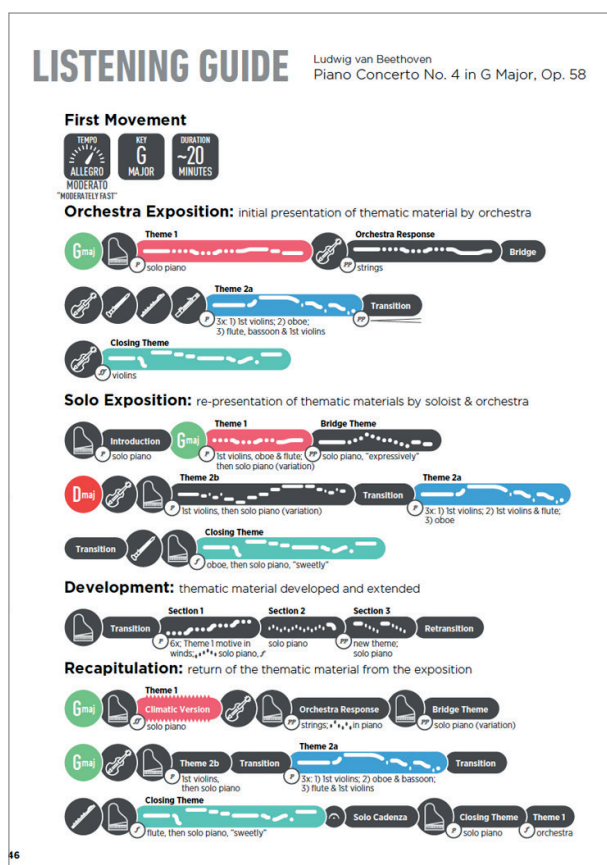 LISTENING GUIDE
Ludwig van Beethoven
Piano Concerto No. 4 in G Major, Op. 58
First Movement
TEMPO
ALLEGRO
MODERATO
"MODERATELY FAST"
KEY
G
MAJOR
DURATION
~20
MINUTES
Orchestra Exposition: initial presentation of thematic material by orchestra
Theme 1
Orchestra Response
Gmaj
Bridge
p solo piano
pp strings
Theme 2a
Transition
p
pp
3x: 1) 1st violins; 2) oboe;
3) flute, bassoon & 1st violins
Closing Theme
ff violins
Solo Exposition: re-presentation of thematic materials by soloist & orchestra
Theme 1
Bridge Theme
Introduction
Gmaj
p solo piano
p 1st violins, oboe & flute;
then solo piano (variation)
pp solo piano, "expressively"
Theme 2b
Theme 2a
Dmaj
Transition
p 1st violins, then solo piano (variation)
p 3x: 1) 1st violins; 2) 1st violins & flute;
3) oboe
Closing Theme
Transition
f oboe, then solo piano, "sweetly"
Development: thematic material developed and extended
Section 1
Section 2
Section 3
Transition
Retransition
p 6x; Theme 1 motive in
winds; solo piano, f
solo piano
pp new theme;
solo piano
Recapitulation: return of the thematic material from the exposition
Theme 1
Gmaj
Climatic Version
Orchestra Response
Bridge Theme
ff solo piano
pp strings; in piano
pp solo piano (variation)
Theme 2a
Gmaj
Theme 2b
Transition
Transition
p 1st violins,
then solo piano
p 3x: 1) 1st violins; 2) oboe & bassoon;
3) flute & 1st violins
Closing Theme
Solo Cadenza
Closing Theme
Theme 1
f flute, then solo piano, "sweetly"
p solo piano
f orchestra
46